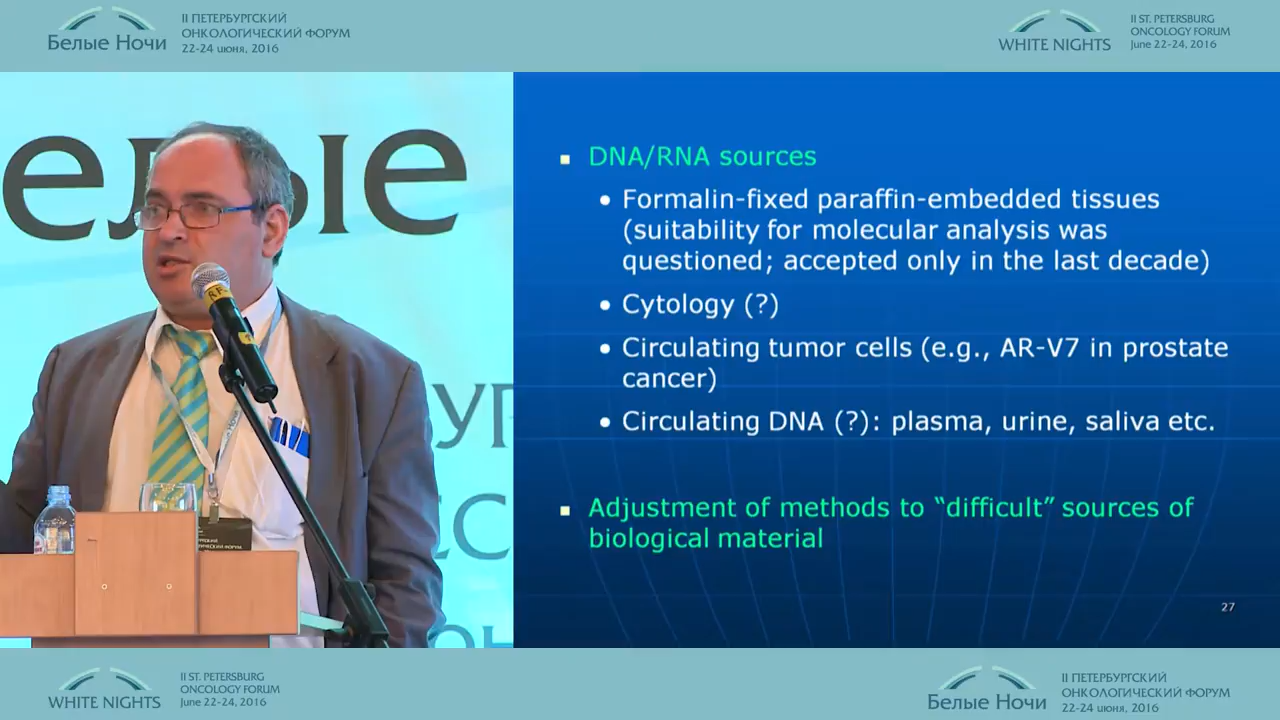 Белые Ночи
II ПЕТЕРБУРГСКИЙ
ОНКОЛОГИЧЕСКИЙ ФОРУМ
22-24 июня, 2016
WHITE NIGHTS
II ST. PETERSBURG
ONCOLOGY FORUM
June 22-24, 2016
елые
УР
DNA/RNA sources
Formalin-fixed paraffin-embedded tissues
(suitability for molecular analysis was
questioned; accepted only in the last decade)
Cytology (?)
Circulating tumor cells (e.g., AR-V7 in prostate
cancer)
Circulating DNA (?): plasma, urine, saliva etc.
Adjustment of methods to “difficult” sources of
biological material
27
WHITE NIGHTS
II ST. PETERSBURG
ONCOLOGY FORUM
June 22-24, 2016
Белые Ночи
II ПЕТЕРБУРГСКИЙ
ОНКОЛОГИЧЕСКИЙ ФОРУМ
22-24 июня, 2016